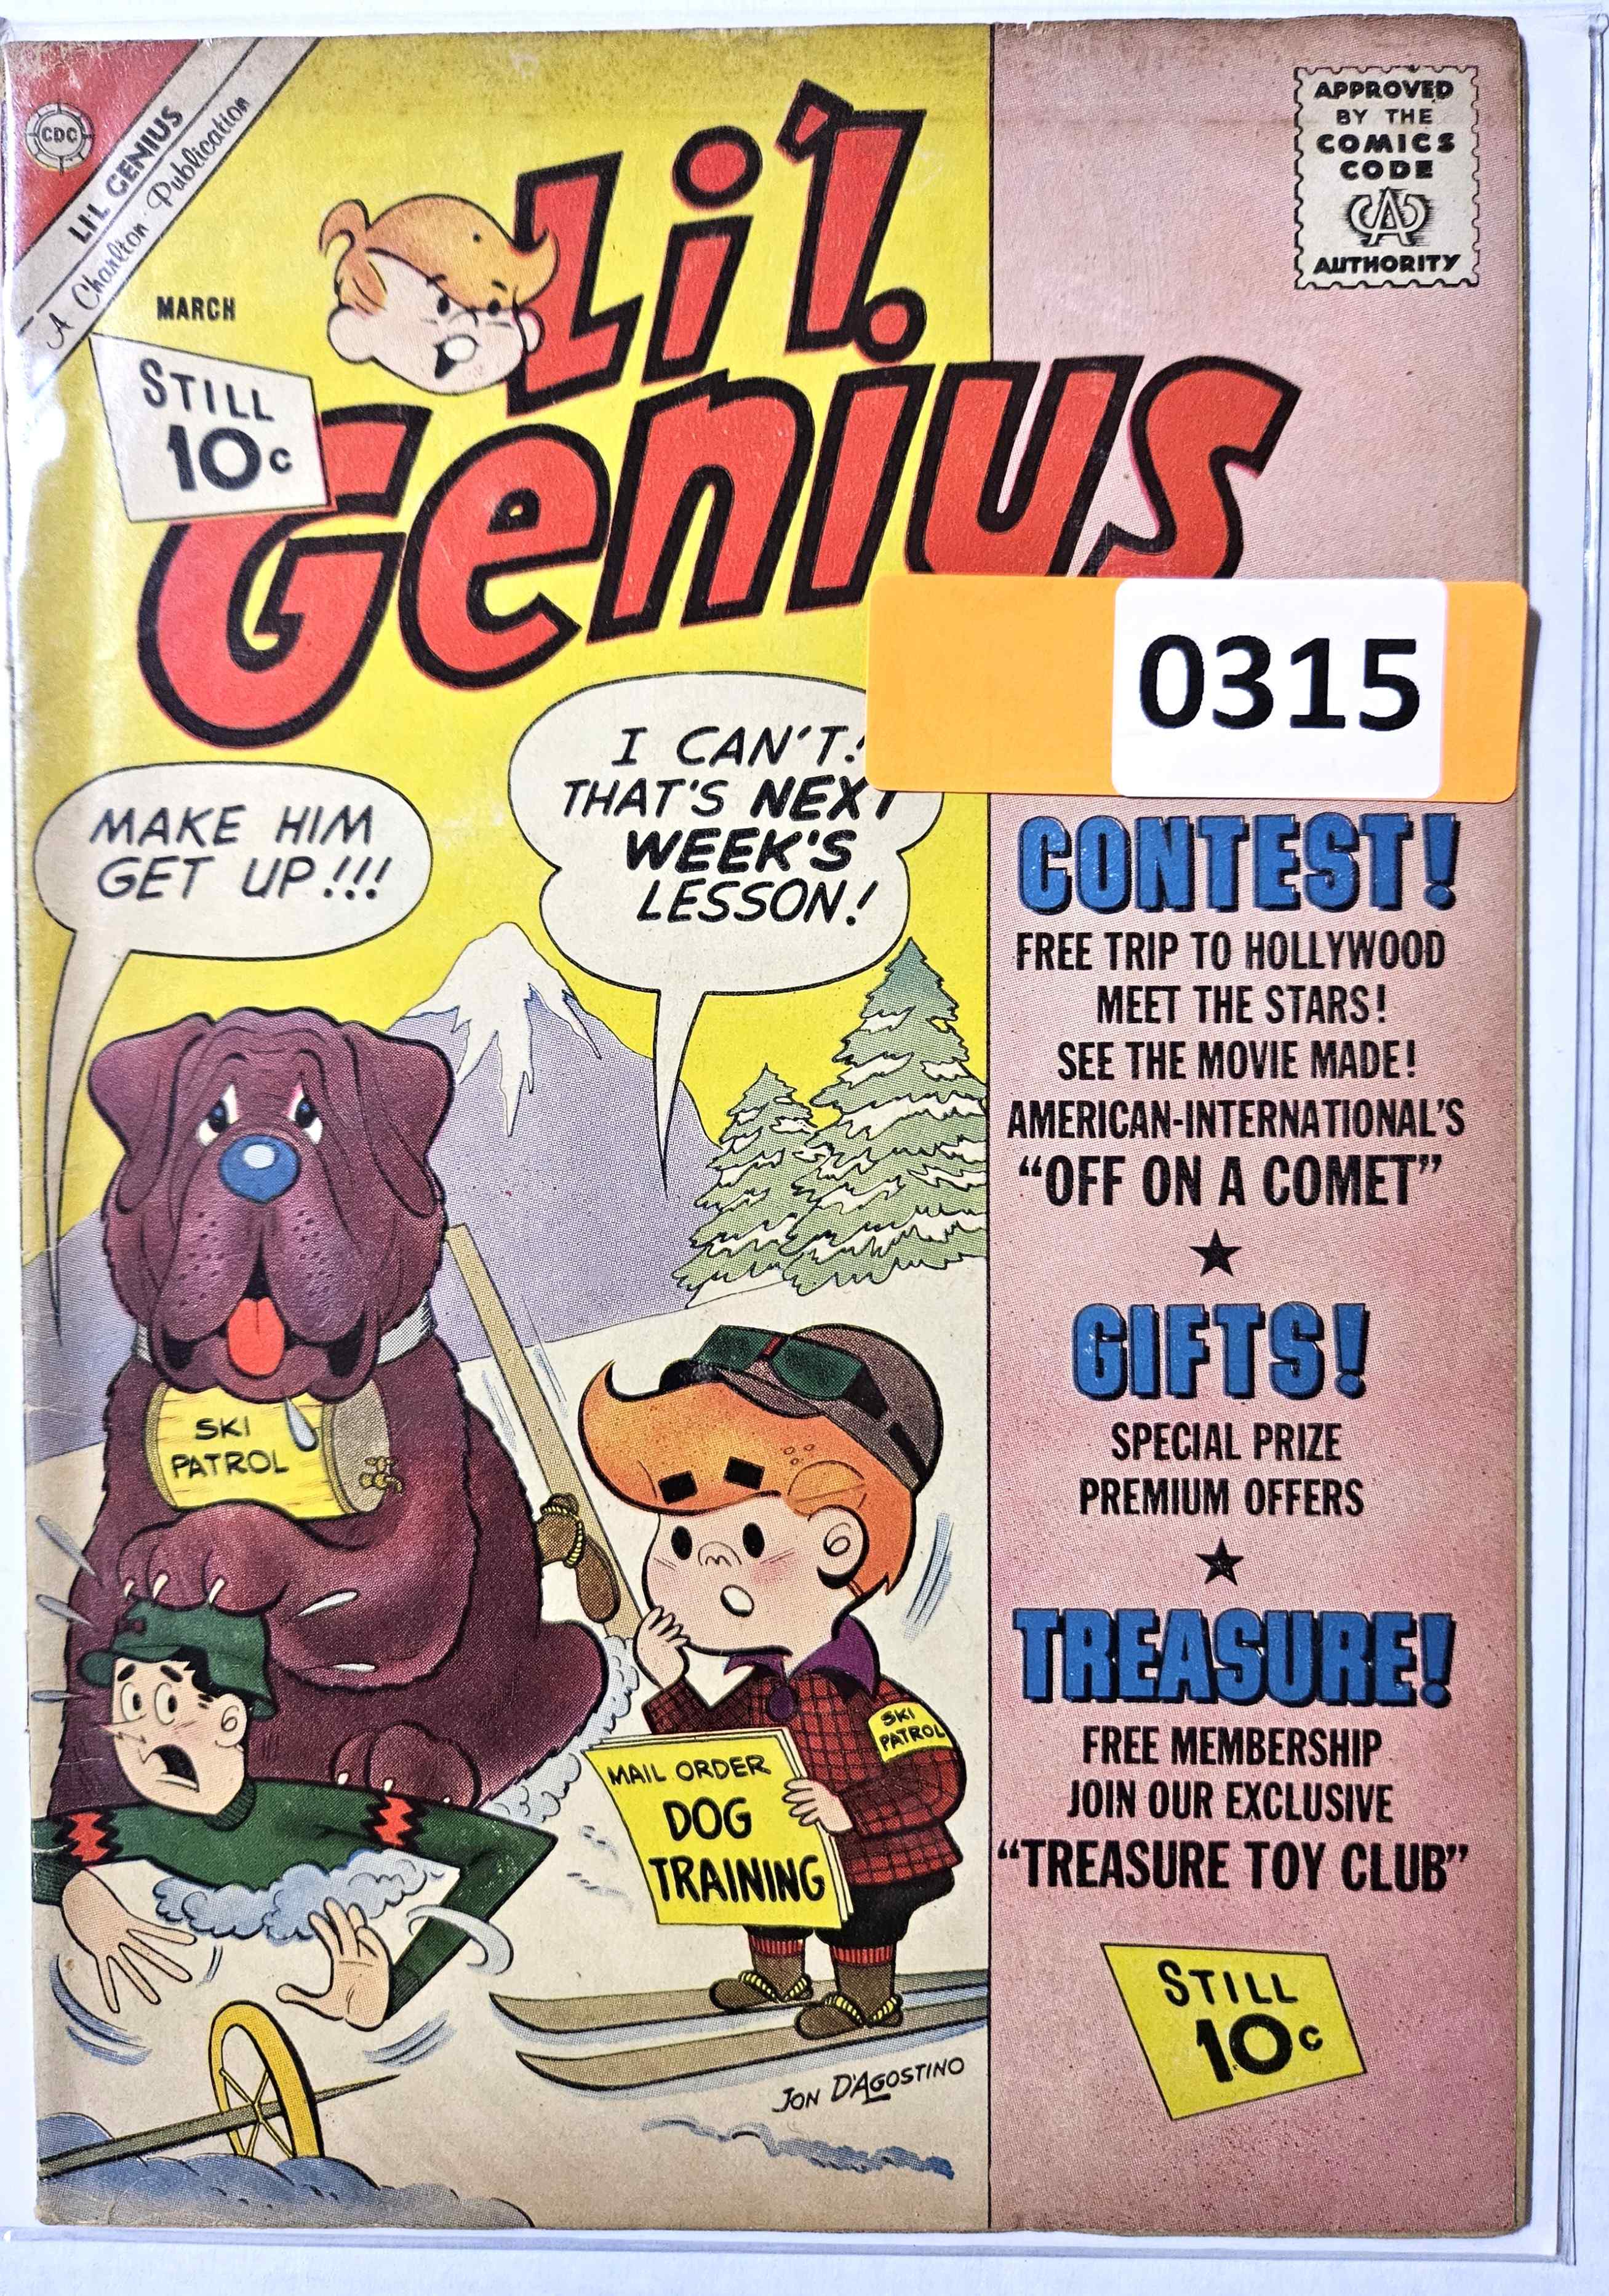 CDC
LI'L GENIUS
A Charlton Publication
MARCH
STILL
10c
Li'l.
Genius
APPROVED
BY THE
COMICS
CODE
CA
AUTHORITY
0315
MAKE HIM
GET UP!!!
I CAN'T!
THAT'S NEXT
WEEK'S
LESSON!
SKI
PATROL
SKI
PATROL
MAIL ORDER
DOG
TRAINING
JON D'AGOSTINO
CONTEST!
FREE TRIP TO HOLLYWOOD
MEET THE STARS!
SEE THE MOVIE MADE!
AMERICAN-INTERNATIONAL'S
"OFF ON A COMET"
GIFTS!
SPECIAL PRIZE
PREMIUM OFFERS
TREASURE!
FREE MEMBERSHIP
JOIN OUR EXCLUSIVE
"TREASURE TOY CLUB"
STILL
10c